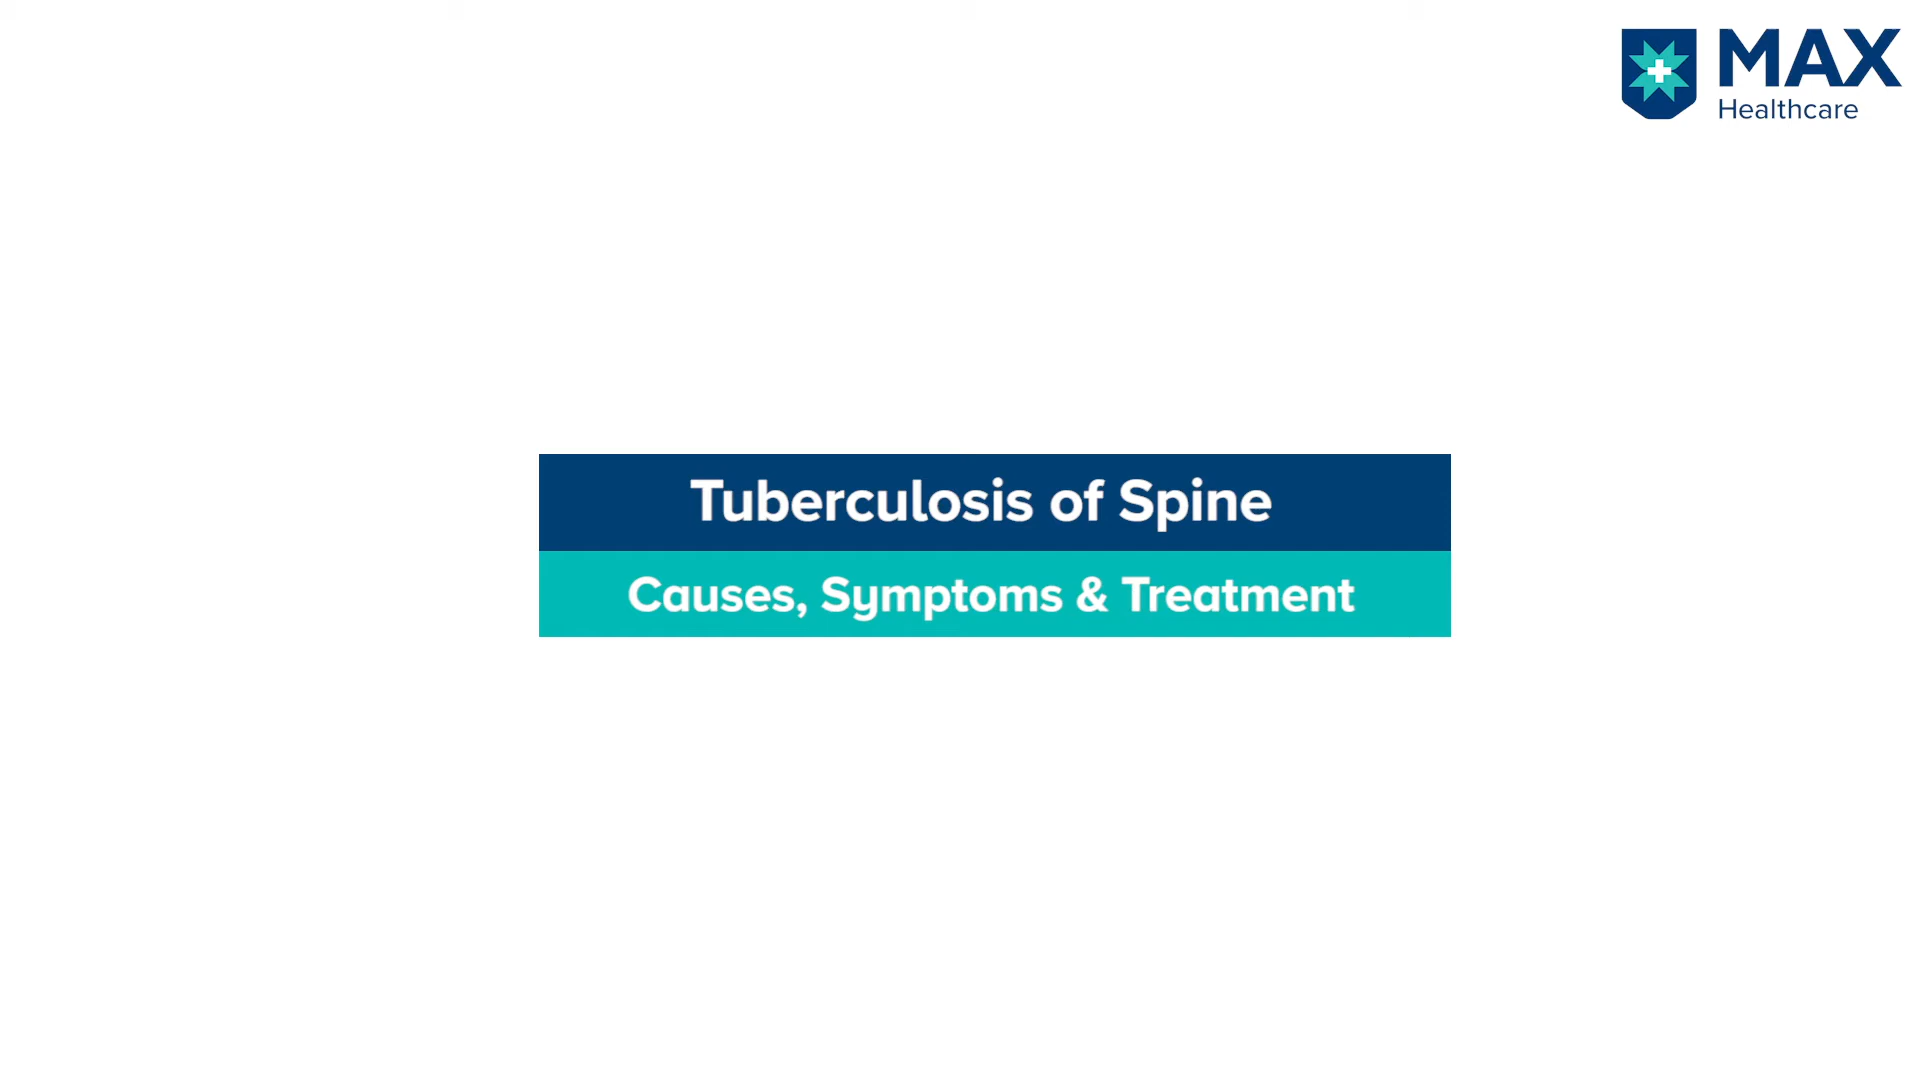 MAX
Healthcare
Tuberculosis of Spine
Causes, Symptoms & Treatment